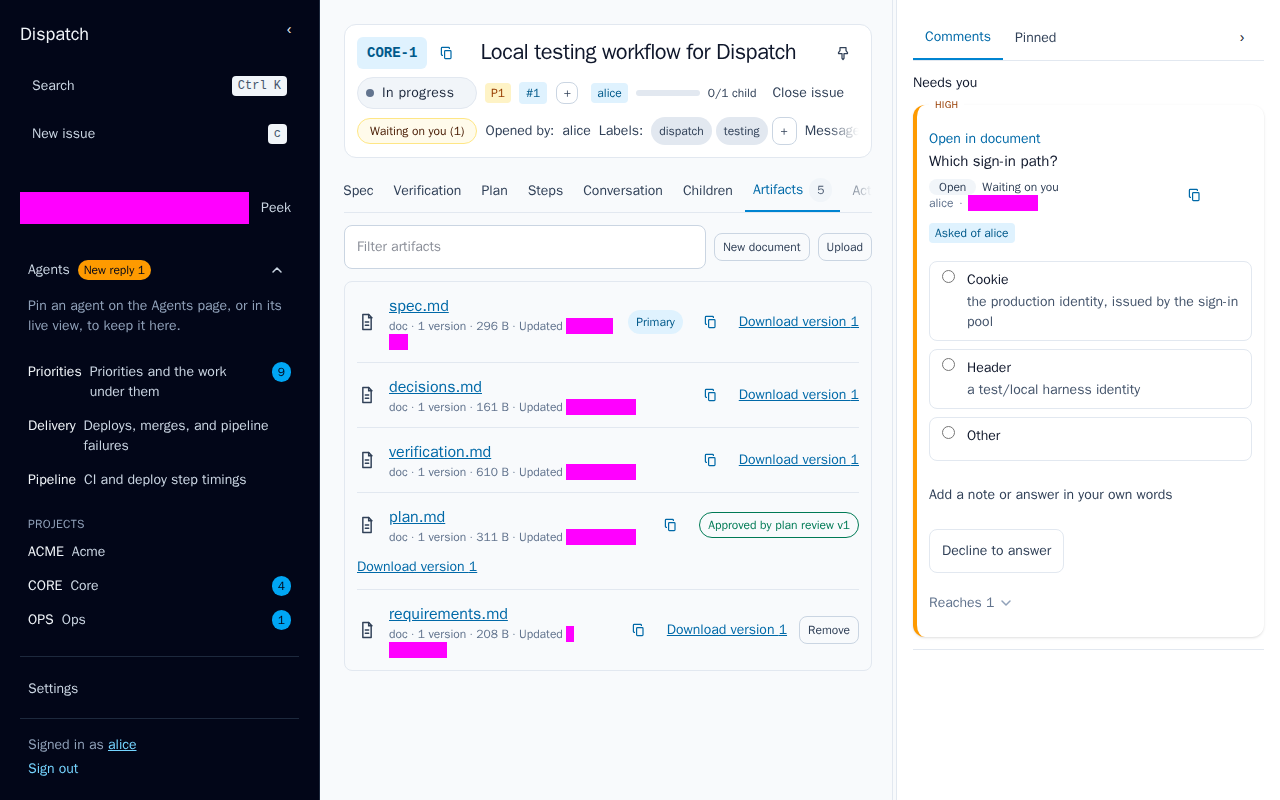 Dispatch
Search
Ctrl K
New issue
C
Peek
Agents
New reply 1
Pin an agent on the Agents page, or in its
live view, to keep it here.
Priorities
Priorities and the work
under them
9
Delivery
Deploys, merges, and pipeline
failures
Pipeline
CI and deploy step timings
PROJECTS
ACME Acme
CORE Core
4
OPS Ops
1
Settings
Signed in as alice
Sign out
CORE-1
Local testing workflow for Dispatch
In progress
P1
#1
+
alice
0/1 child
Close issue
Waiting on you (1)
Opened by: alice
Labels:
dispatch
testing
+
Message
Spec
Verification
Plan
Steps
Conversation
Children
Artifacts 5
Act
Filter artifacts
New document
Upload
spec.md
doc · 1 version · 296 B · Updated
Primary
Download version 1
decisions.md
doc · 1 version · 161 B · Updated
Download version 1
verification.md
doc · 1 version · 610 B · Updated
Download version 1
plan.md
doc · 1 version · 311 B · Updated
Approved by plan review v1
Download version 1
requirements.md
doc · 1 version · 208 B · Updated
Download version 1
Remove
Comments
Pinned
Needs you
HIGH
Open in document
Which sign-in path?
Open
Waiting on you
alice ·
Asked of alice
Cookie
the production identity, issued by the sign-in
pool
Header
a test/local harness identity
Other
Add a note or answer in your own words
Decline to answer
Reaches 1